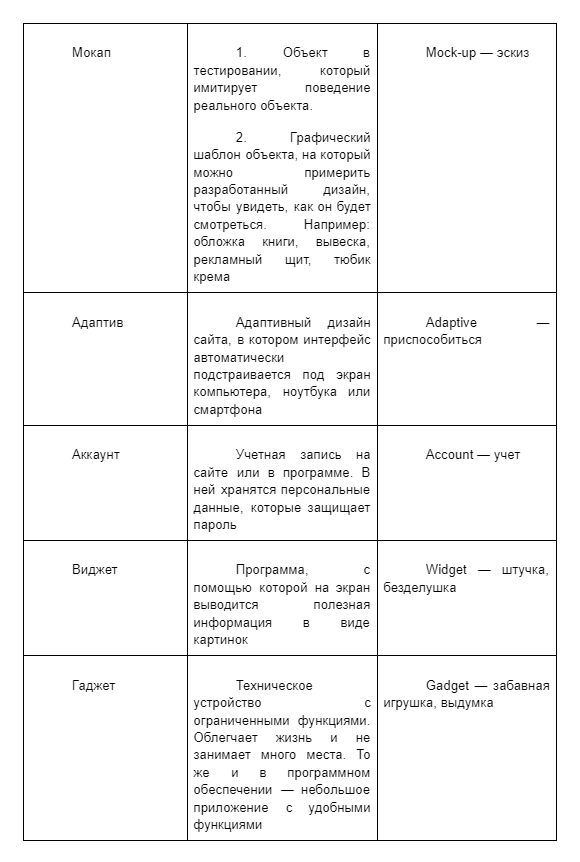 Мокап
1. Объект в
тестировании, который
имитирует поведение
реального объекта.
2. Графический
шаблон объекта, на который
можно примерить
разработанный дизайн,
чтобы увидеть, как он будет
смотреться. Например:
обложка книги, вывеска,
рекламный щит, тюбик
крема
Mock-up — эскиз
Адаптив
Адаптивный дизайн
сайта, в котором интерфейс
автоматически
подстраивается под экран
компьютера, ноутбука или
смартфона
Adaptive —
приспособиться
Аккаунт
Учетная запись на
сайте или в программе. В
ней хранятся персональные
данные, которые защищает
пароль
Account — учет
Виджет
Программа, с
помощью которой на экран
выводится полезная
информация в виде
картинок
Widget — штучка,
безделушка
Гаджет
Техническое
устройство с
ограниченными функциями.
Облегчает жизнь и не
занимает много места. То
же и в программном
обеспечении — небольшое
приложение с удобными
функциями
Gadget — забавная
игрушка, выдумка